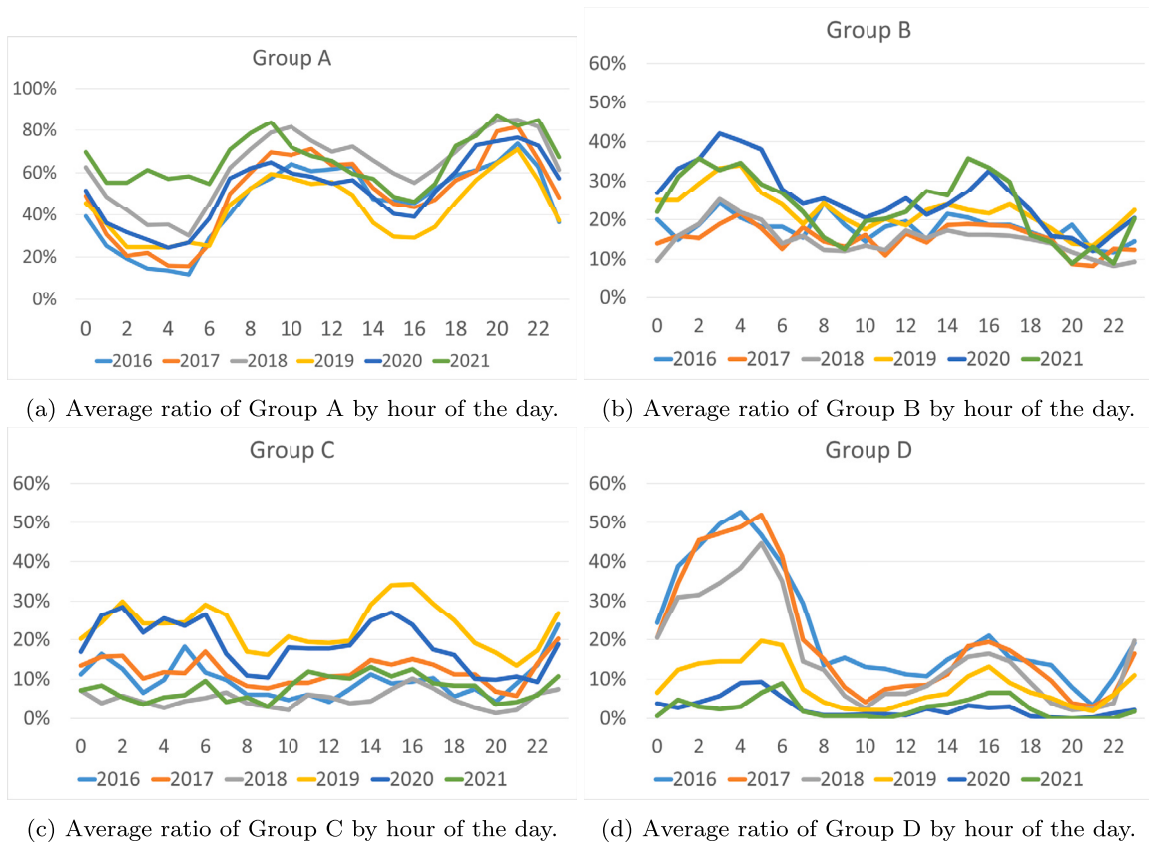 Group A
100%
80%
60%
40%
20%
0%
0 2 4 6 8 10 12 14 16 18 20 22
2016 2017 2018 2019 2020 2021
(a) Average ratio of Group A by hour of the day.
Group B
60%
50%
40%
30%
20%
10%
0%
0 2 4 6 8 10 12 14 16 18 20 22
2016 2017 2018 2019 2020 2021
(b) Average ratio of Group B by hour of the day.
Group C
60%
50%
40%
30%
20%
10%
0%
0 2 4 6 8 10 12 14 16 18 20 22
2016 2017 2018 2019 2020 2021
(c) Average ratio of Group C by hour of the day.
Group D
60%
50%
40%
30%
20%
10%
0%
0 2 4 6 8 10 12 14 16 18 20 22
2016 2017 2018 2019 2020 2021
(d) Average ratio of Group D by hour of the day.